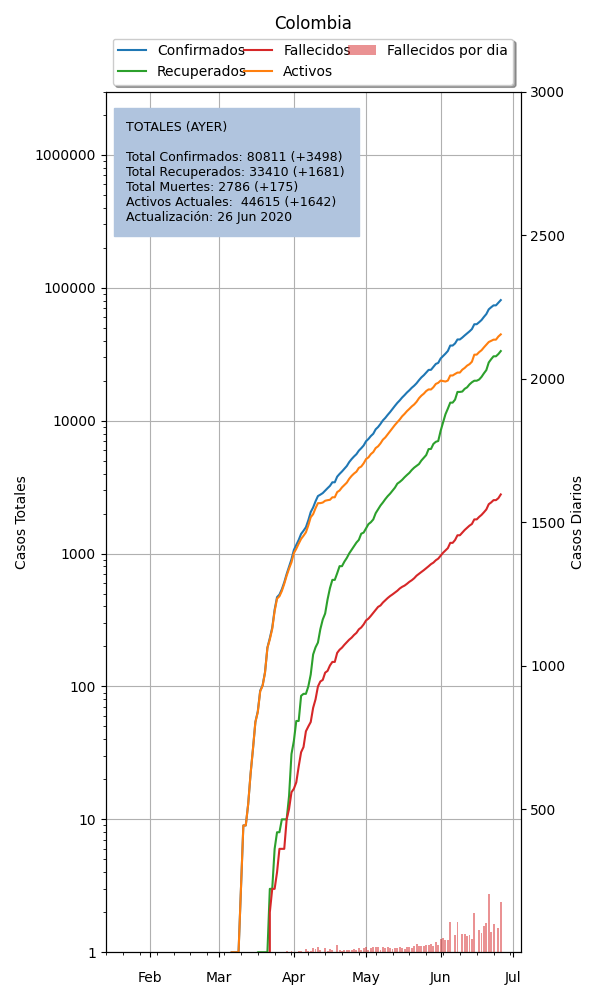 Colombia
Confirmados
Recuperados
Fallecidos
Activos
Fallecidos por dia
TOTALES (AYER)
Total Confirmados: 80811 (+3498)
Total Recuperados: 33410 (+1681)
Total Muertes: 2786 (+175)
Activos Actuales:  44615 (+1642)
Actualización: 26 Jun 2020
Casos Totales
1000000
100000
10000
1000
100
10
1
Casos Diarios
3000
2500
2000
1500
1000
500
Feb Mar Apr May Jun Jul